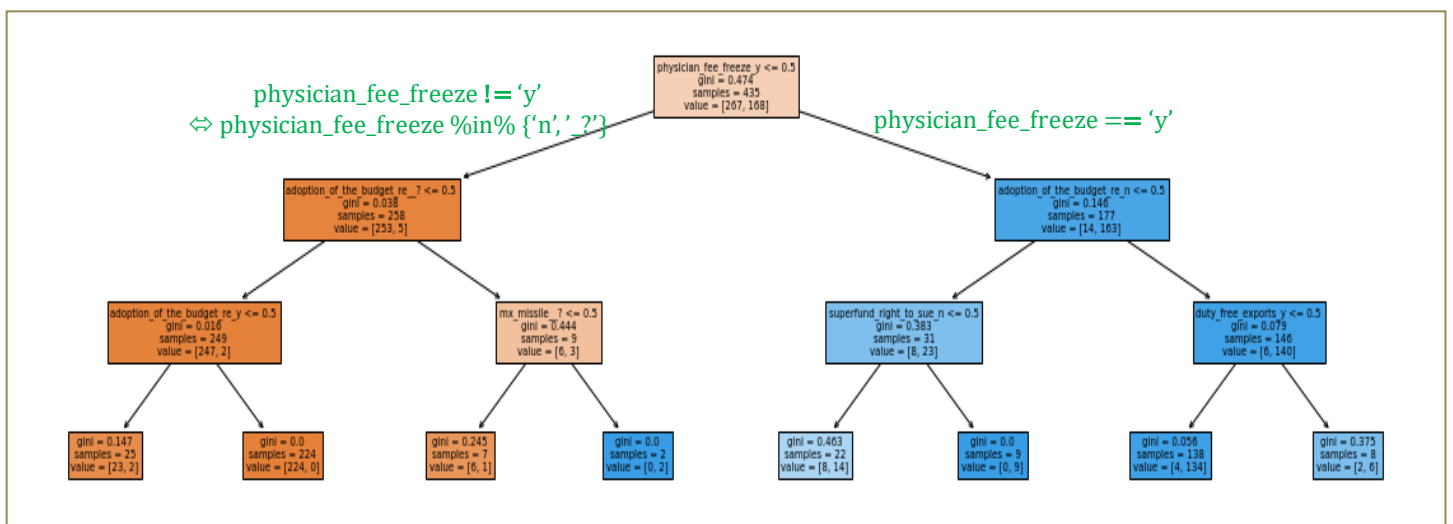 physician_fee_freeze_y <= 0.5
gini = 0.474
samples = 435
value = [267, 168]
physician_fee_freeze != ‘y’
⇔ physician_fee_freeze %in% {‘n’, ’_?’}
physician_fee_freeze == ‘y’
adoption_of_the_budget_re__? <= 0.5
gini = 0.038
samples = 258
value = [253, 5]
adoption_of_the_budget_re_n <= 0.5
gini = 0.146
samples = 177
value = [14, 163]
adoption_of_the_budget_re_y <= 0.5
gini = 0.016
samples = 249
value = [247, 2]
mx_missile__? <= 0.5
gini = 0.444
samples = 9
value = [6, 3]
superfund_right_to_sue_n <= 0.5
gini = 0.383
samples = 31
value = [8, 23]
duty_free_exports_y <= 0.5
gini = 0.079
samples = 146
value = [6, 140]
gini = 0.147
samples = 25
value = [23, 2]
gini = 0.0
samples = 224
value = [224, 0]
gini = 0.245
samples = 7
value = [6, 1]
gini = 0.0
samples = 2
value = [0, 2]
gini = 0.463
samples = 22
value = [8, 14]
gini = 0.0
samples = 9
value = [0, 9]
gini = 0.056
samples = 138
value = [4, 134]
gini = 0.375
samples = 8
value = [2, 6]